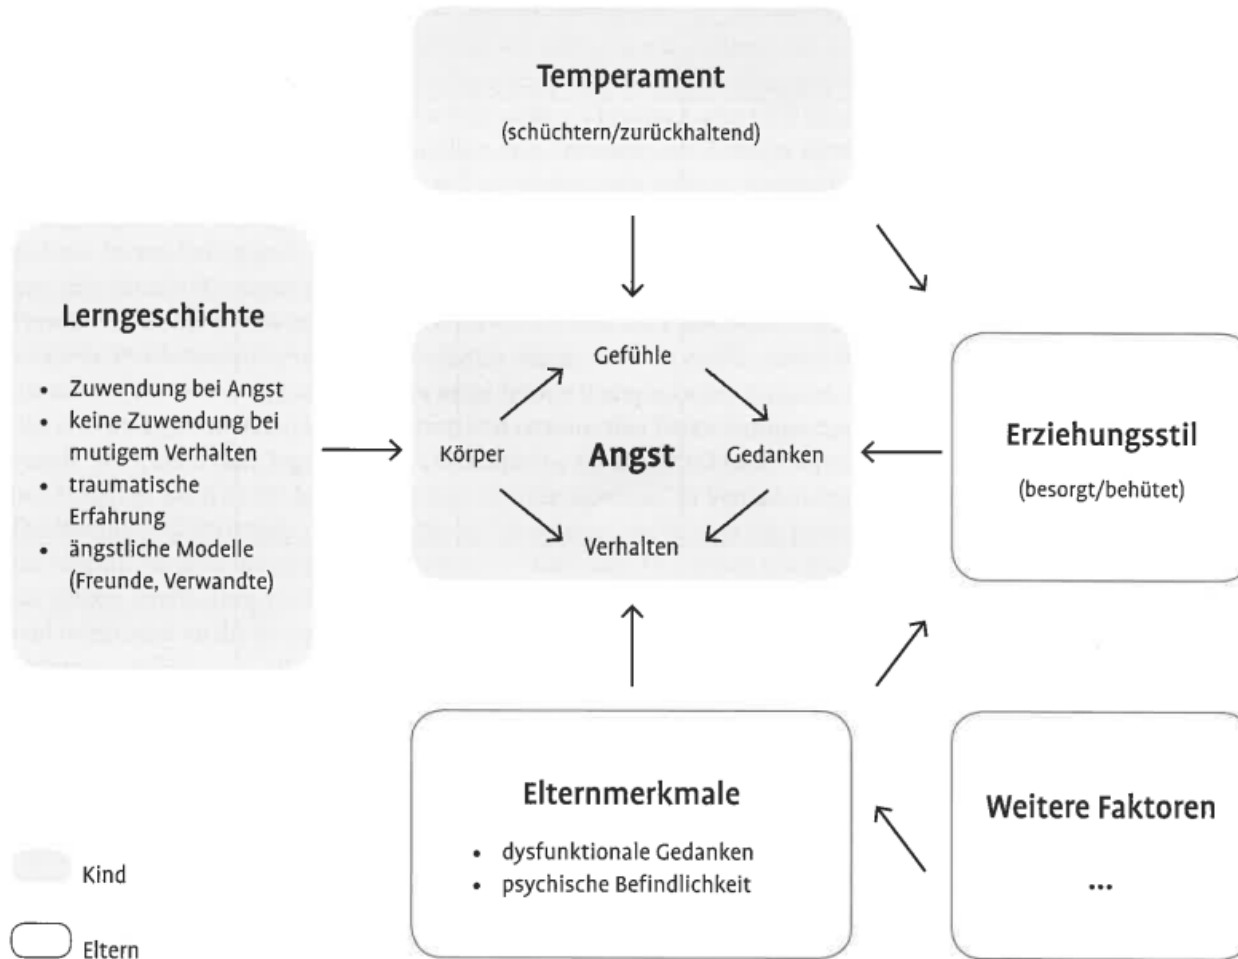 Temperament
(schüchtern/zurückhaltend)
Lerngeschichte
• Zuwendung bei Angst
• keine Zuwendung bei
mutigem Verhalten
• traumatische
Erfahrung
• ängstliche Modelle
(Freunde, Verwandte)
Gefühle
Körper
Angst
Gedanken
Verhalten
Erziehungsstil
(besorgt/behütet)
Elternmerkmale
• dysfunktionale Gedanken
• psychische Befindlichkeit
Weitere Faktoren
...
Kind
Eltern